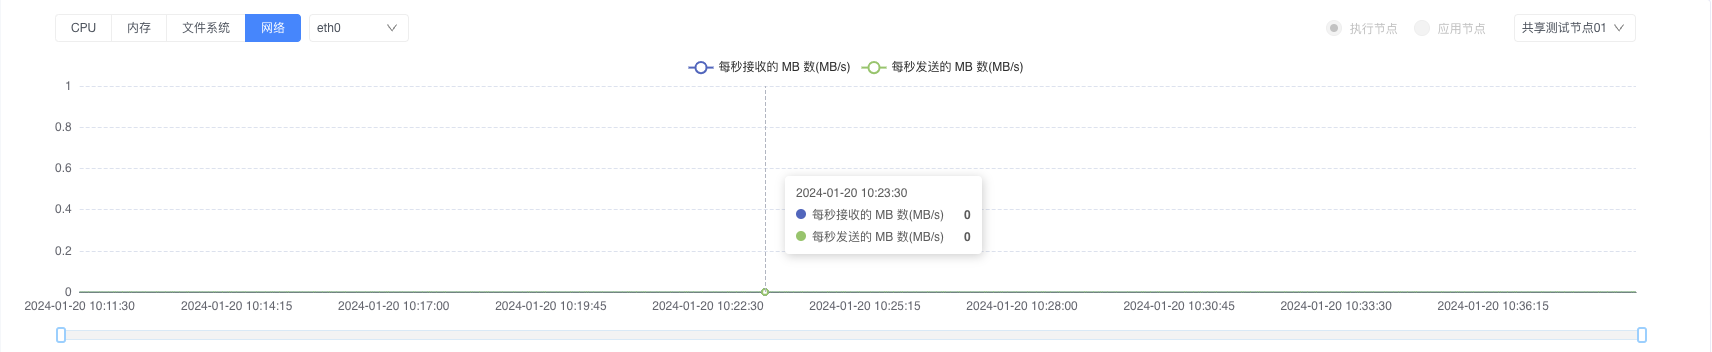 CPU 内存 文件系统 网络 eth0 执行节点 应用节点 共享测试节点01
每秒接收的 MB 数(MB/s) 每秒发送的 MB 数(MB/s)
1
0.8
0.6
2024-01-20 10:23:30
0.4 每秒接收的 MB 数(MB/s) 0
每秒发送的 MB 数(MB/s) 0
0.2
0
2024-01-20 10:11:30 2024-01-20 10:14:15 2024-01-20 10:17:00 2024-01-20 10:19:45 2024-01-20 10:22:30 2024-01-20 10:25:15 2024-01-20 10:28:00 2024-01-20 10:30:45 2024-01-20 10:33:30 2024-01-20 10:36:15